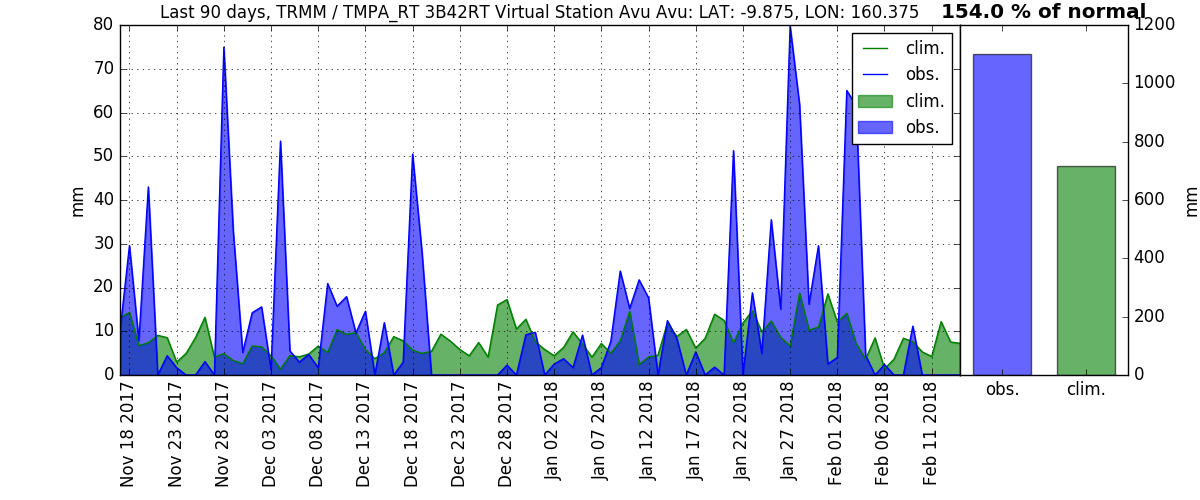 Last 90 days, TRMM / TMPA_RT 3B42RT Virtual Station Avu Avu: LAT: -9.875, LON: 160.375
154.0 % of normal
80
70
60
50
40
30
20
10
0
mm
clim.
obs.
clim.
obs.
Nov 18 2017
Nov 23 2017
Nov 28 2017
Dec 03 2017
Dec 08 2017
Dec 13 2017
Dec 18 2017
Dec 23 2017
Dec 28 2017
Jan 02 2018
Jan 07 2018
Jan 12 2018
Jan 17 2018
Jan 22 2018
Jan 27 2018
Feb 01 2018
Feb 06 2018
Feb 11 2018
1200
1000
800
600
400
200
0
mm
obs.
clim.